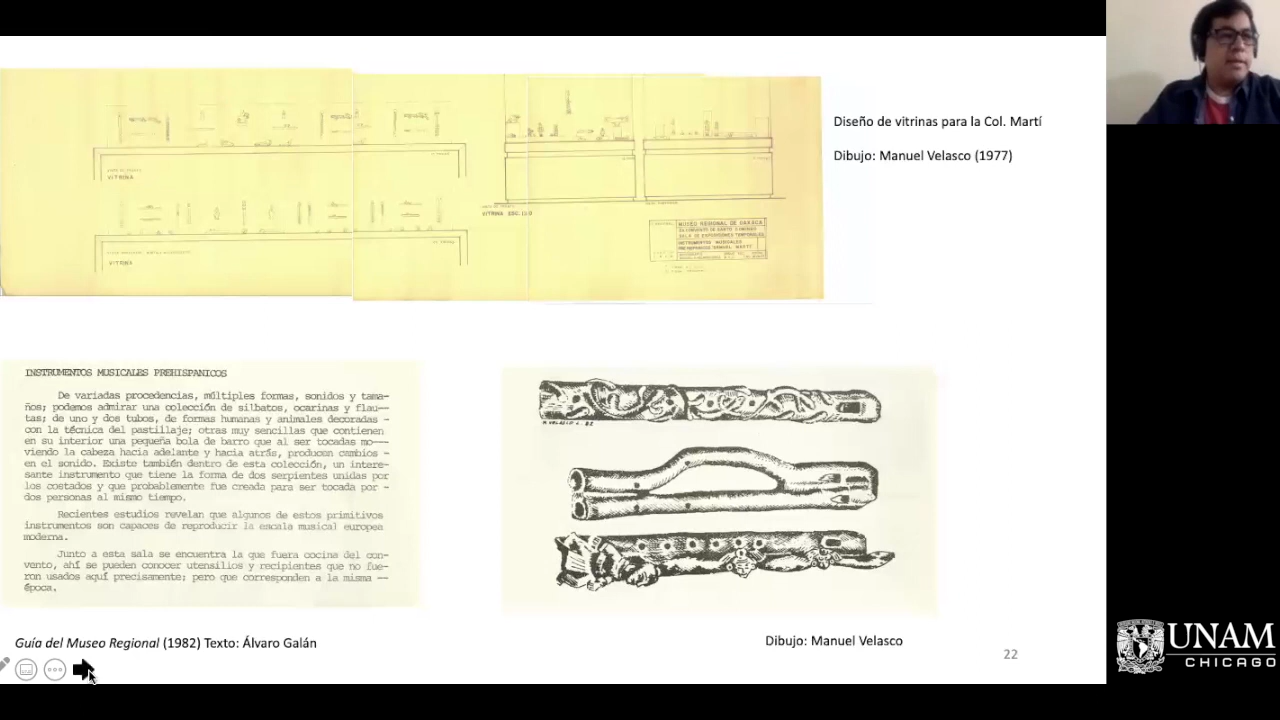 Diseño de vitrinas para la Col. Martí
Dibujo: Manuel Velasco (1977)
VITRINA
VITRINA
VITRINA
MUSEO REGIONAL DE OAXACA
INSTRUMENTOS MUSICALES
INSTRUMENTOS MUSICALES PREHISPANICOS
De variadas procedencias, múltiples formas, sonidos y tama-
ños; podemos admirar una colección de silbatos, ocarinas y flau--
tas; de uno y dos tubos, de formas humanas y animales decoradas -
con la técnica del pastillaje; otras muy sencillas que contienen
en su interior una pequeña bola de barro que al ser tocadas mo---
viendo la cabeza hacia adelante y hacia atrás, producen cambios -
en el sonido. Existe también dentro de esta colección, un intere-
sante instrumento que tiene la forma de dos serpientes unidas por
los costados y que probablemente fue creada para ser tocada por -
dos personas al mismo tiempo.
Recientes estudios revelan que algunos de estos primitivos
instrumentos son capaces de reproducir la escala musical europea
moderna.
Junto a esta sala se encuentra la que fuera cocina del con-
vento, ahí se pueden conocer utensilios y recipientes que no fue-
ron usados aquí precisamente; pero que corresponden a la misma --
época.
M VELASCO L. 82
Guía del Museo Regional (1982) Texto: Álvaro Galán
Dibujo: Manuel Velasco
22
UNAM
CHICAGO